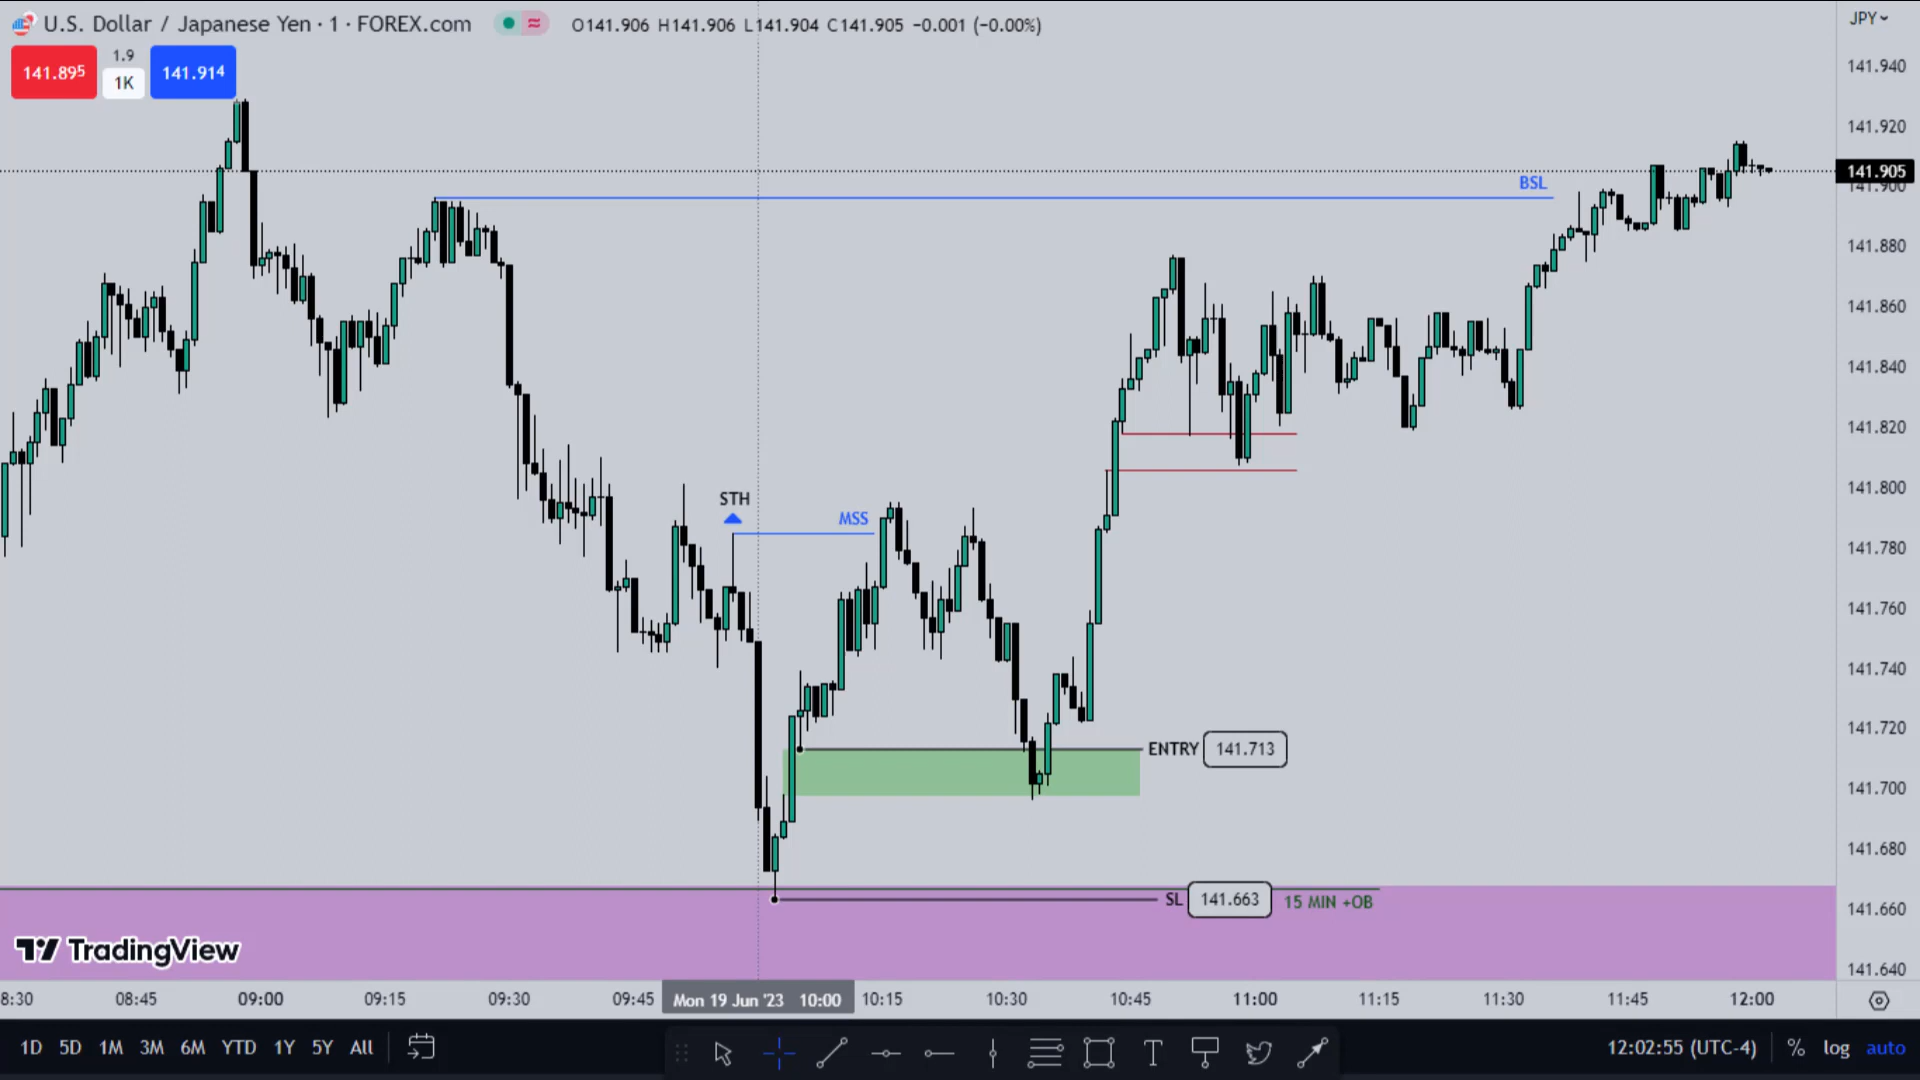 U.S. Dollar / Japanese Yen · 1 · FOREX.com O141.906 H141.906 L141.904 C141.905 −0.001 (−0.00%)
JPY
141.895 1.9 141.914
1K
141.940
141.920
141.905
141.900
141.880
141.860
141.840
141.820
141.800
141.780
141.760
141.740
141.720
141.700
141.680
141.660
141.640
BSL
STH
MSS
ENTRY 141.713
SL 141.663 15 MIN +OB
TradingView
8:30 08:45 09:00 09:15 09:30 09:45 Mon 19 Jun '23 10:00 10:15 10:30 10:45 11:00 11:15 11:30 11:45 12:00
1D 5D 1M 3M 6M YTD 1Y 5Y All T 12:02:55 (UTC-4) % log auto